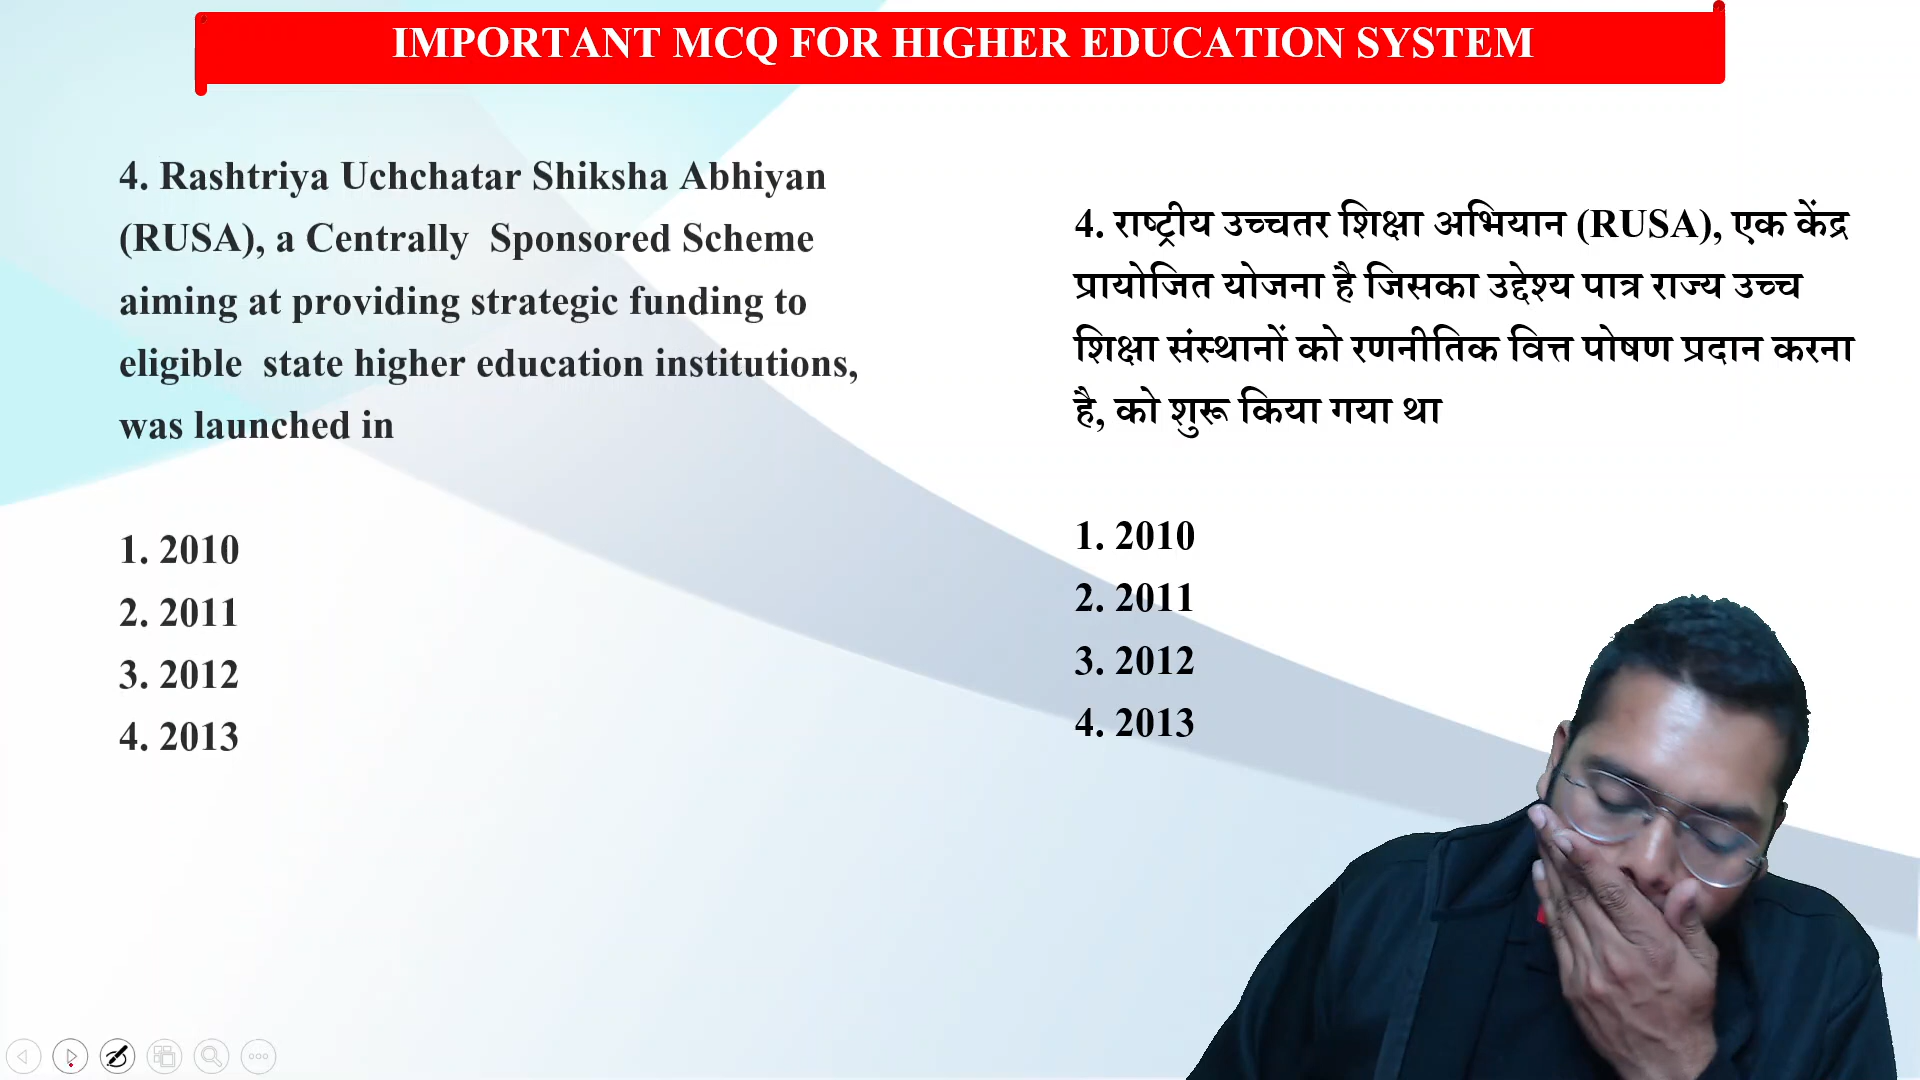 IMPORTANT MCQ FOR HIGHER EDUCATION SYSTEM
4. Rashtriya Uchchatar Shiksha Abhiyan
(RUSA), a Centrally Sponsored Scheme
aiming at providing strategic funding to
eligible state higher education institutions,
was launched in
1. 2010
2. 2011
3. 2012
4. 2013
4. राष्ट्रीय उच्चतर शिक्षा अभियान (RUSA), एक केंद्र
प्रायोजित योजना है जिसका उद्देश्य पात्र राज्य उच्च
शिक्षा संस्थानों को रणनीतिक वित्त पोषण प्रदान करना
है, को शुरू किया गया था
1. 2010
2. 2011
3. 2012
4. 2013